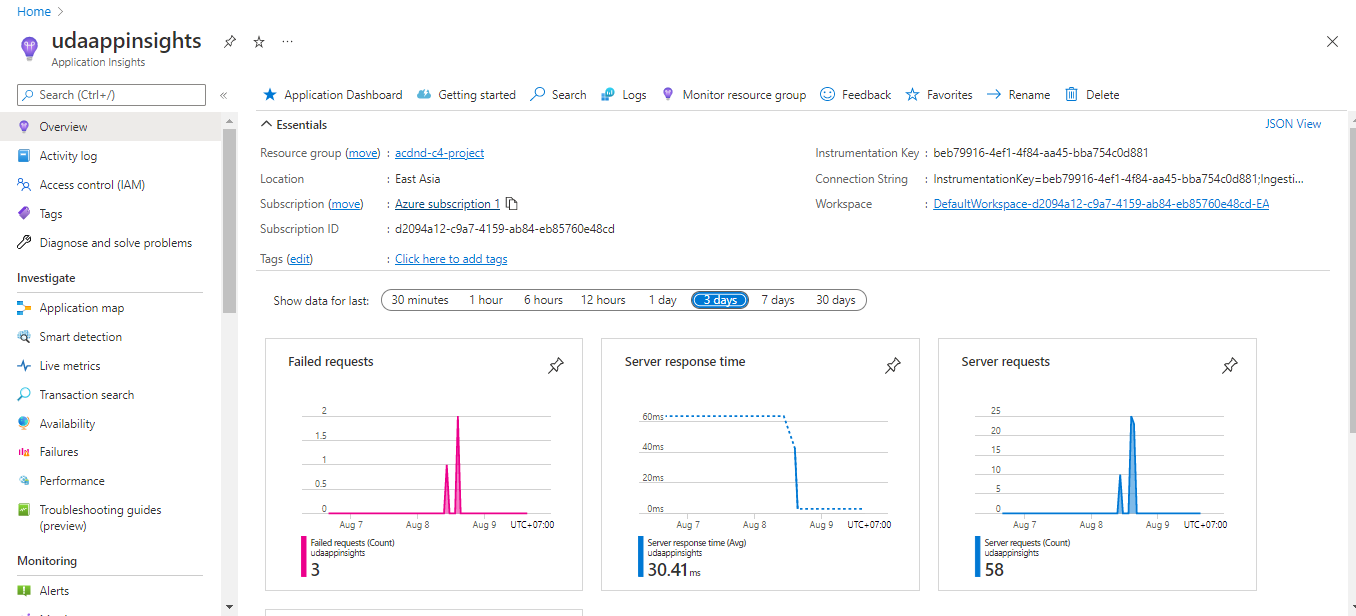 Home
udaappinsights
Application Insights
Search (Ctrl+/)
Overview
Activity log
Access control (IAM)
Tags
Diagnose and solve problems
Investigate
Application map
Smart detection
Live metrics
Transaction search
Availability
Failures
Performance
Troubleshooting guides
(preview)
Monitoring
Alerts
Application Dashboard Getting started Search Logs Monitor resource group Feedback Favorites Rename Delete
Essentials JSON View
Resource group (move) : acdnd-c4-project
Location : East Asia
Subscription (move) : Azure subscription 1
Subscription ID : d2094a12-c9a7-4159-ab84-eb85760e48cd
Tags (edit) : Click here to add tags
Instrumentation Key : beb79916-4ef1-4f84-aa45-bba754c0d881
Connection String : InstrumentationKey=beb79916-4ef1-4f84-aa45-bba754c0d881;Ingesti...
Workspace : DefaultWorkspace-d2094a12-c9a7-4159-ab84-eb85760e48cd-EA
Show data for last: 30 minutes 1 hour 6 hours 12 hours 1 day 3 days 7 days 30 days
Failed requests
2
1.5
1
0.5
0
Aug 7 Aug 8 Aug 9 UTC+07:00
Failed requests (Count)
udaappinsights
3
Server response time
60ms
40ms
20ms
0ms
Aug 7 Aug 8 Aug 9 UTC+07:00
Server response time (Avg)
udaappinsights
30.41 ms
Server requests
25
20
15
10
5
0
Aug 7 Aug 8 Aug 9 UTC+07:00
Server requests (Count)
udaappinsights
58